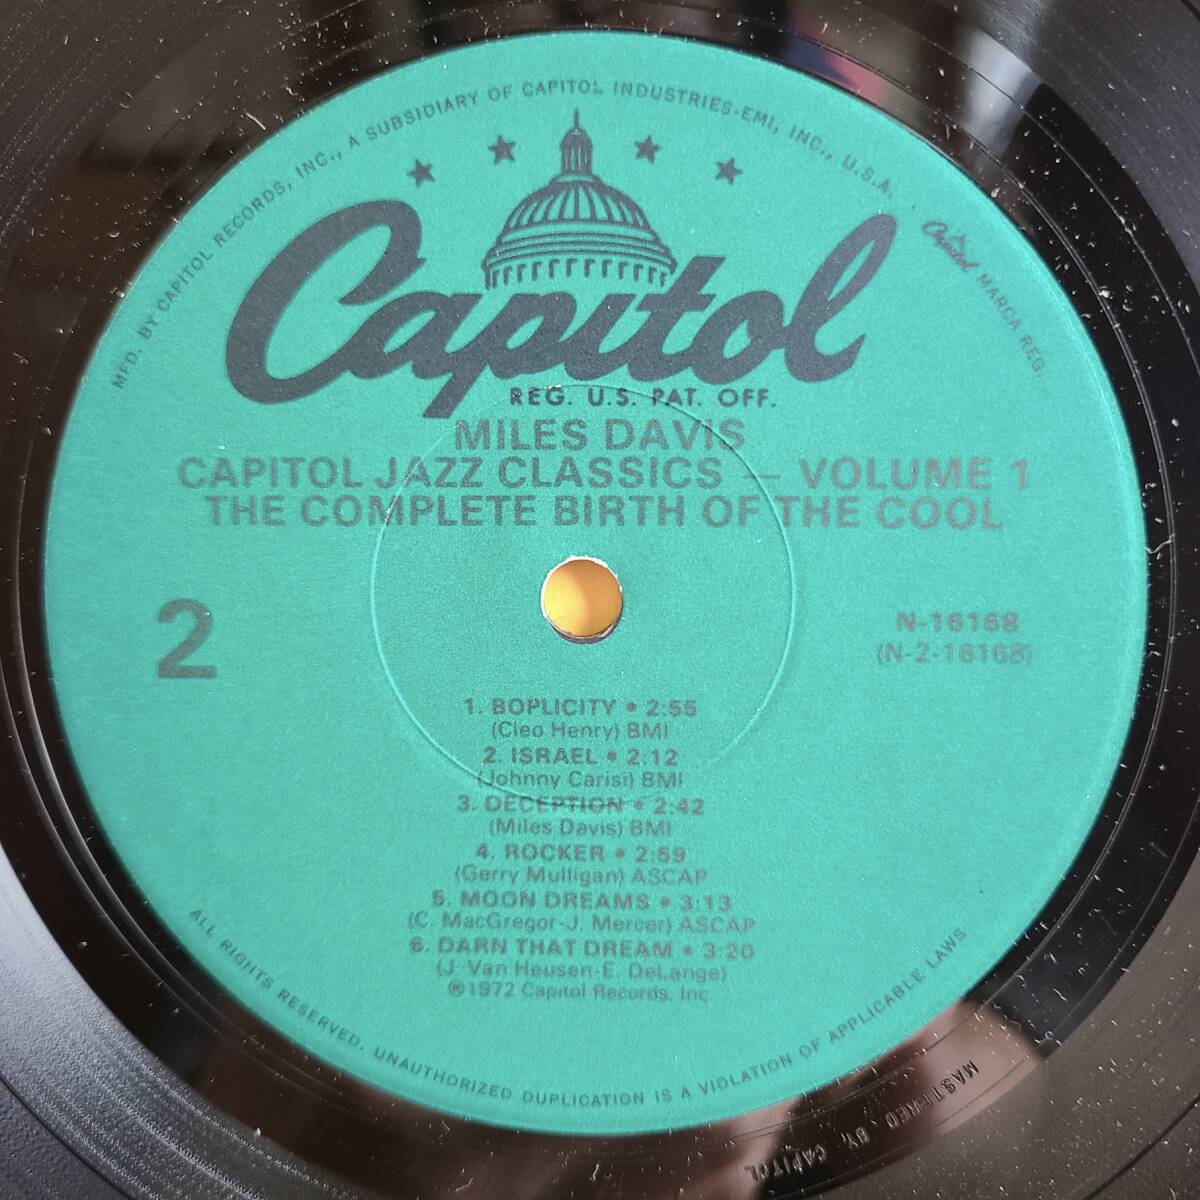 MFD. BY CAPITOL RECORDS, INC., A SUBSIDIARY OF CAPITOL INDUSTRIES-EMI, INC., U.S.A.
Capitol MARCA REG.
Capitol
REG. U.S. PAT. OFF.
MILES DAVIS
CAPITOL JAZZ CLASSICS — VOLUME 1
THE COMPLETE BIRTH OF THE COOL
2
N-16168
(N-2-16168)
1. BOPLICITY • 2:55
(Cleo Henry) BMI
2. ISRAEL • 2:12
(Johnny Carisi) BMI
3. DECEPTION • 2:42
(Miles Davis) BMI
4. ROCKER • 2:59
(Gerry Mulligan) ASCAP
5. MOON DREAMS • 3:13
(C. MacGregor-J. Mercer) ASCAP
6. DARN THAT DREAM • 3:20
(J. Van Heusen-E. DeLange)
℗1972 Capitol Records, Inc
ALL RIGHTS RESERVED. UNAUTHORIZED DUPLICATION IS A VIOLATION OF APPLICABLE LAWS
MASTERED BY CAPITOL